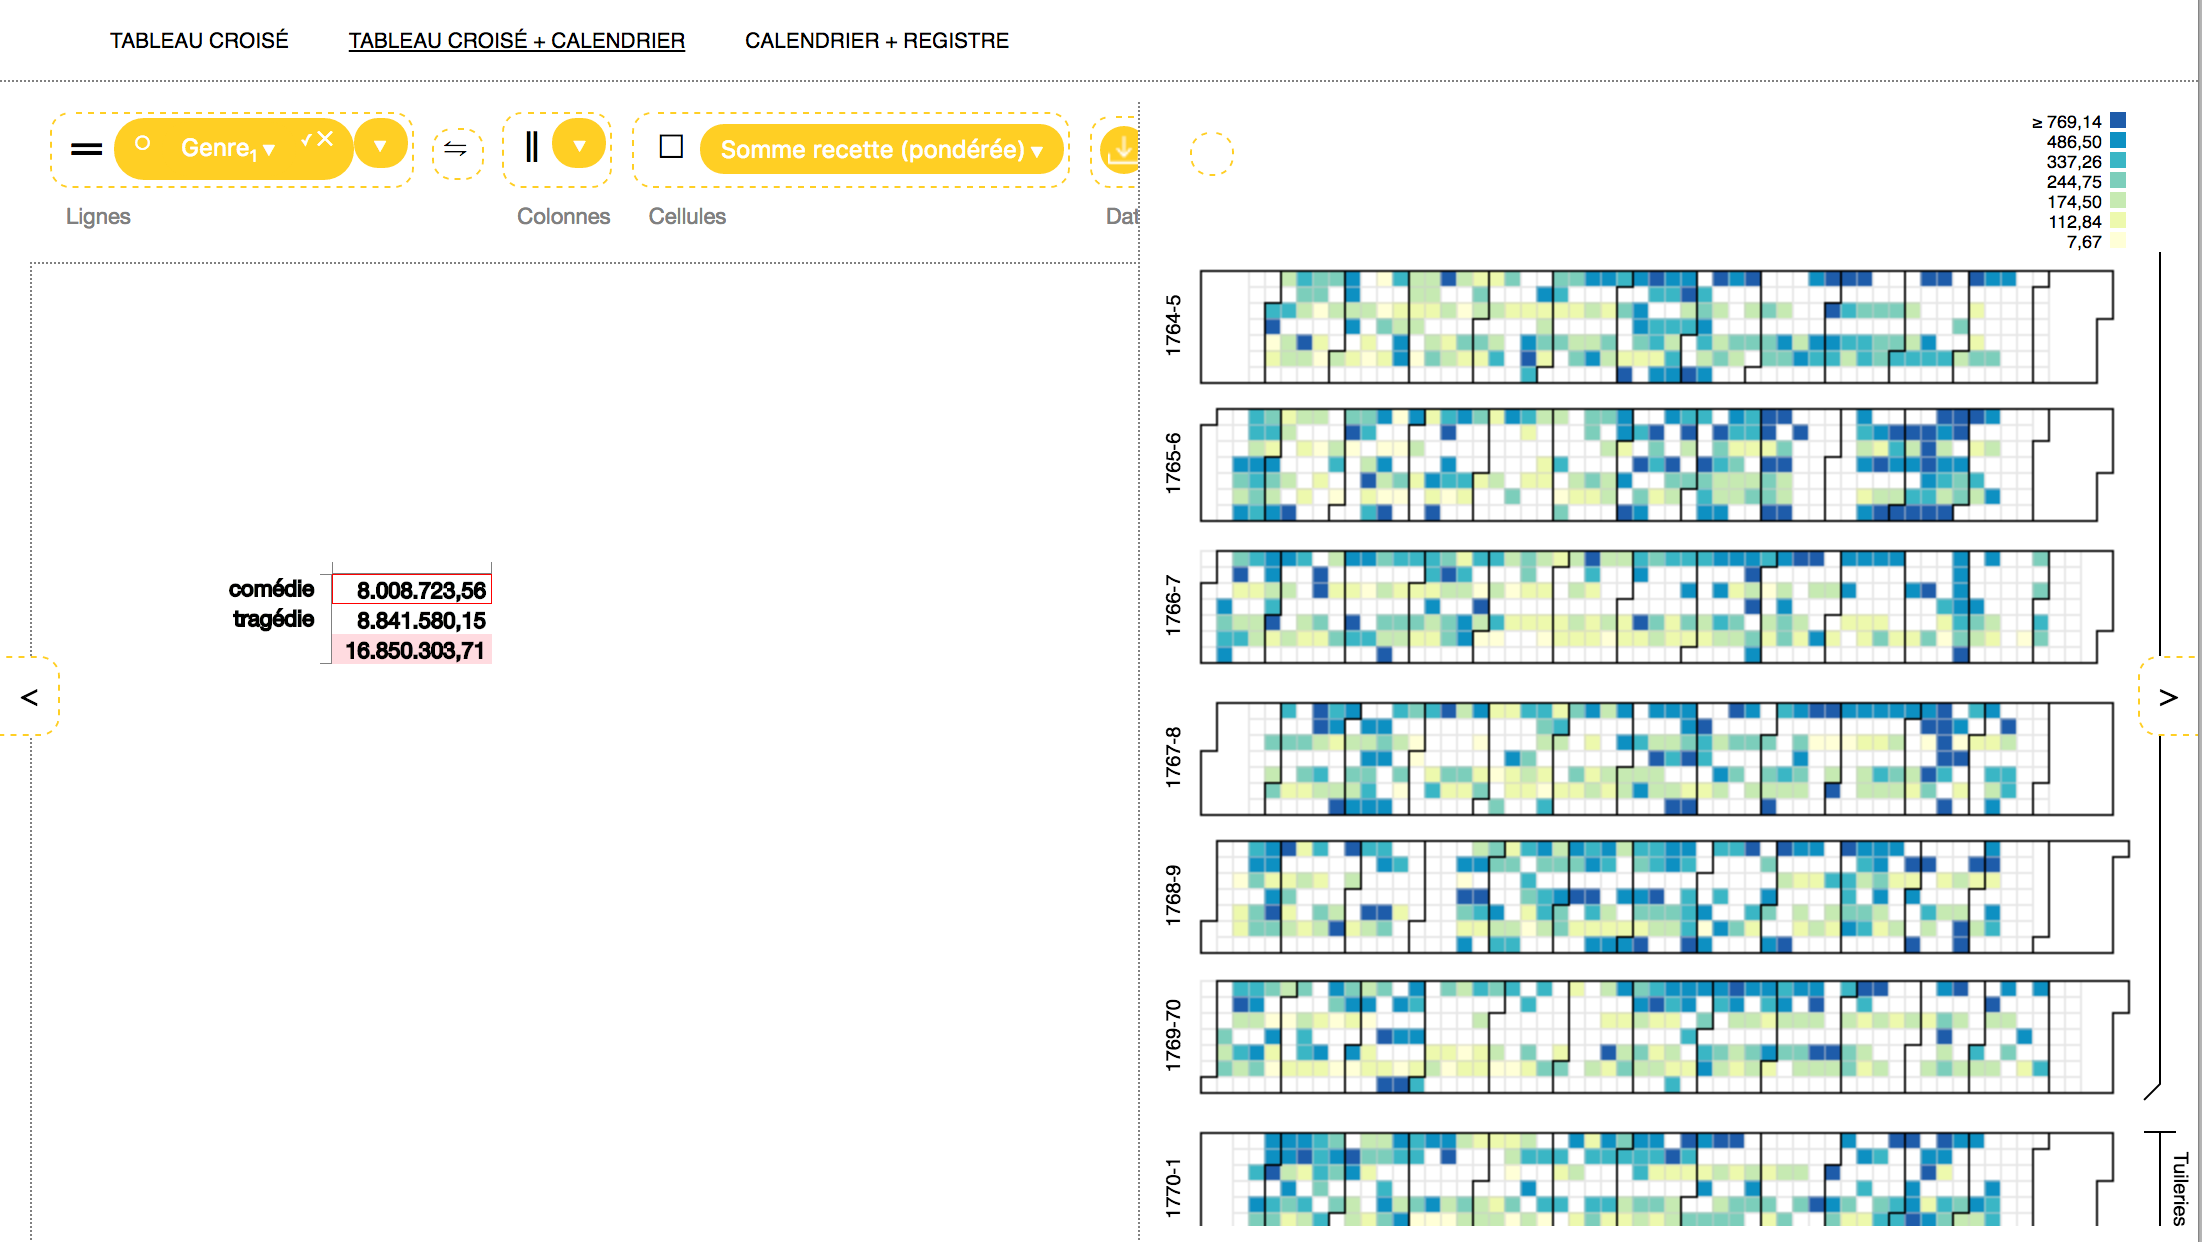 TABLEAU CROISÉ TABLEAU CROISÉ + CALENDRIER CALENDRIER + REGISTRE
Genre1 ▾ ✓✕ ▾ ⇋ ▾ Somme recette (pondérée) ▾
Lignes Colonnes Cellules Dat
comédie 8.008.723,56
tragédie 8.841.580,15
16.850.303,71
<
≥ 769,14
486,50
337,26
244,75
174,50
112,84
7,67
1764-5
1765-6
1766-7
1767-8
1768-9
1769-70
1770-1
>
Tuileries